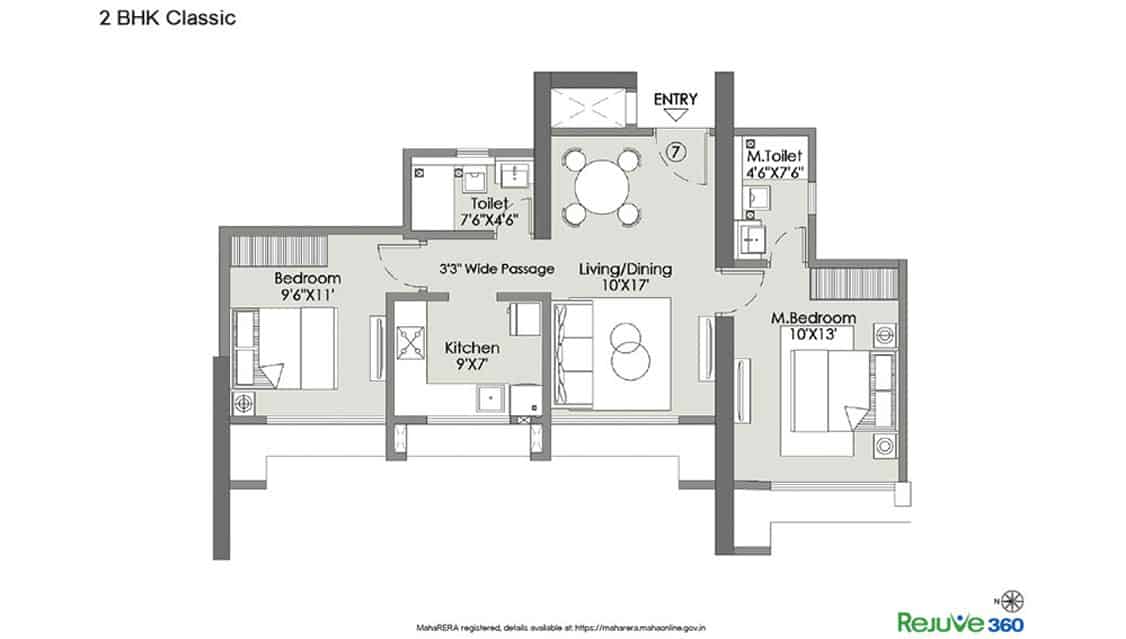 2 BHK Classic
ENTRY
7
M.Toilet
4'6"X7'6"
Toilet
7'6"X4'6"
Bedroom
9'6"X11'
3'3" Wide Passage
Living/Dining
10'X17'
Kitchen
9'X7'
M.Bedroom
10'X13'
N
REJUVE 360
MahaRERA registered, details available at: https://maharera.mahaonline.gov.in